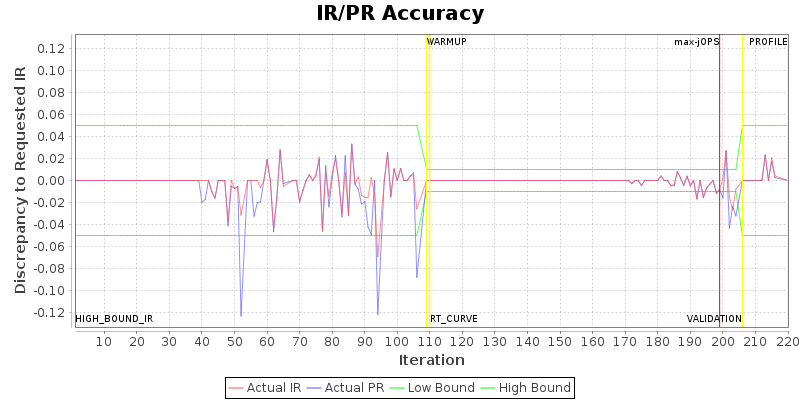 IR/PR Accuracy
Discrepancy to Requested IR
0.12
0.10
0.08
0.06
0.04
0.02
0.00
-0.02
-0.04
-0.06
-0.08
-0.10
-0.12
WARMUP
max-jOPS
PROFILE
HIGH_BOUND_IR
RT_CURVE
VALIDATION
10 20 30 40 50 60 70 80 90 100 110 120 130 140 150 160 170 180 190 200 210 220
Iteration
Actual IR Actual PR Low Bound High Bound